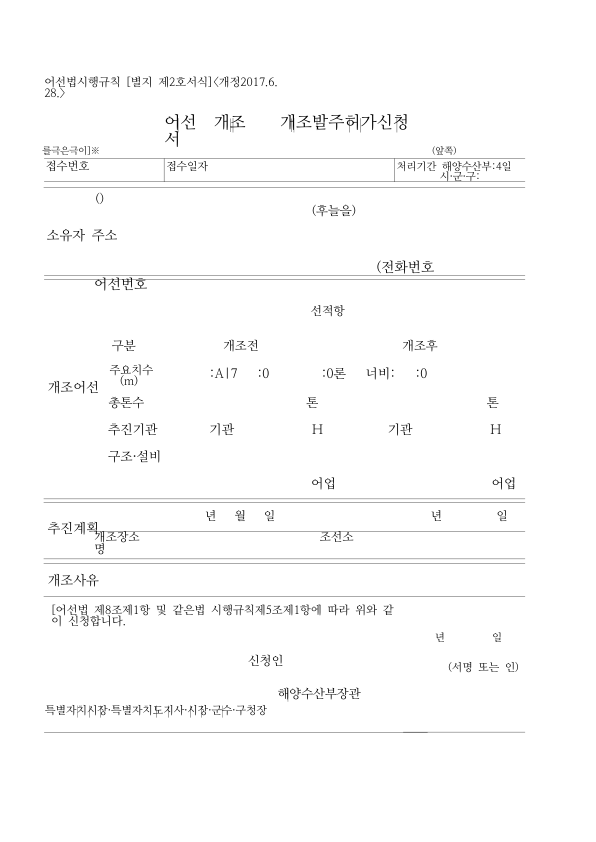 어선법시행규칙 [별지 제2호서식]<개정2017.6.
28.>
어선 개조 개조발주허가신청
서
를극은극이]※ (앞쪽)
접수번호 접수일자 처리기간 해양수산부:4일
시·군·구:
()
(후늘을)
소유자 주소
(전화번호
어선번호
선적항
구분 개조전 개조후
주요치수 :A|7 :0 :0론 너비: :0
(m)
개조어선
총톤수 톤 톤
추진기관 기관 H 기관 H
구조·설비
어업 어업
년 월 일 년 일
추진계획
개조장소 조선소
명
개조사유
[어선법 제8조제1항 및 같은법 시행규칙제5조제1항에 따라 위와 같
이 신청합니다.
년 일
신청인
(서명 또는 인)
해양수산부장관
특별자치시장·특별자치도지사·시장·군수·구청장